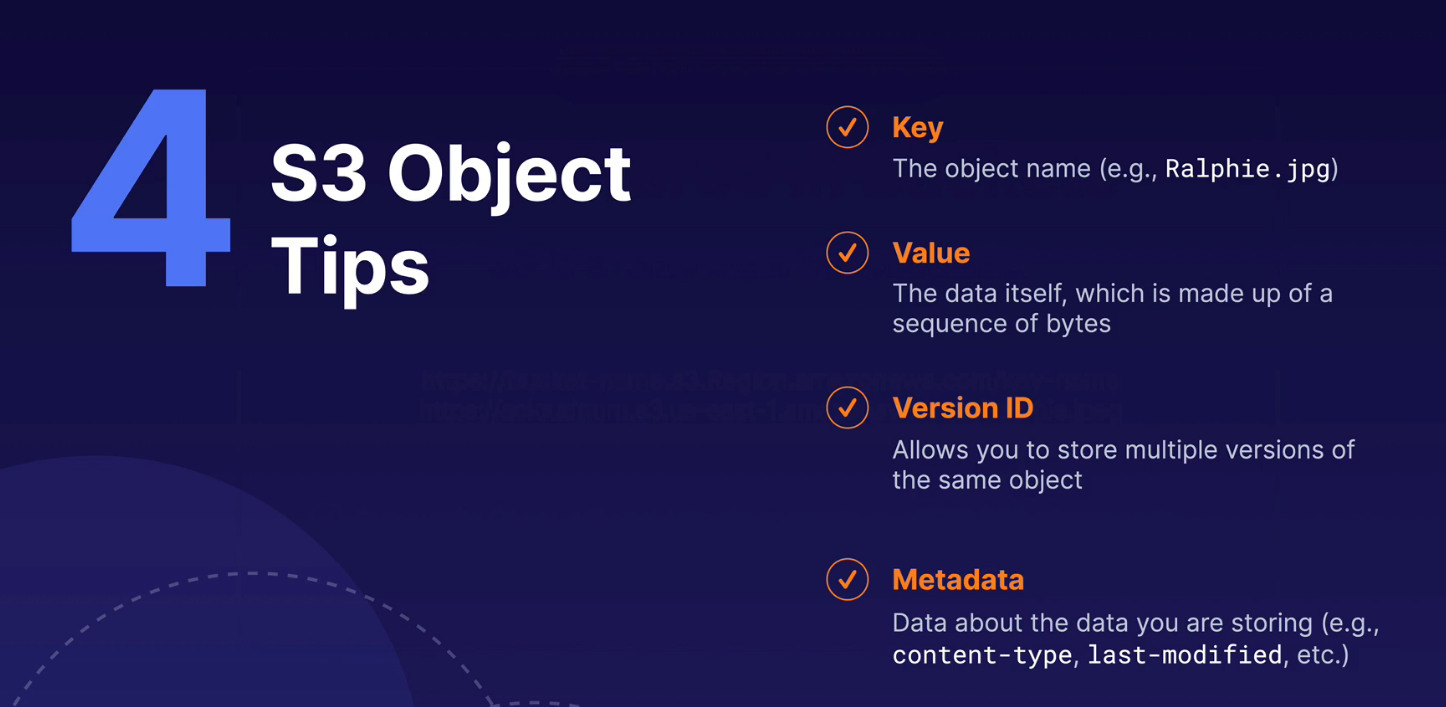 4
S3 Object
Tips
Key
The object name (e.g., Ralphie.jpg)
Value
The data itself, which is made up of a
sequence of bytes
Version ID
Allows you to store multiple versions of
the same object
Metadata
Data about the data you are storing (e.g.,
content-type, last-modified, etc.)